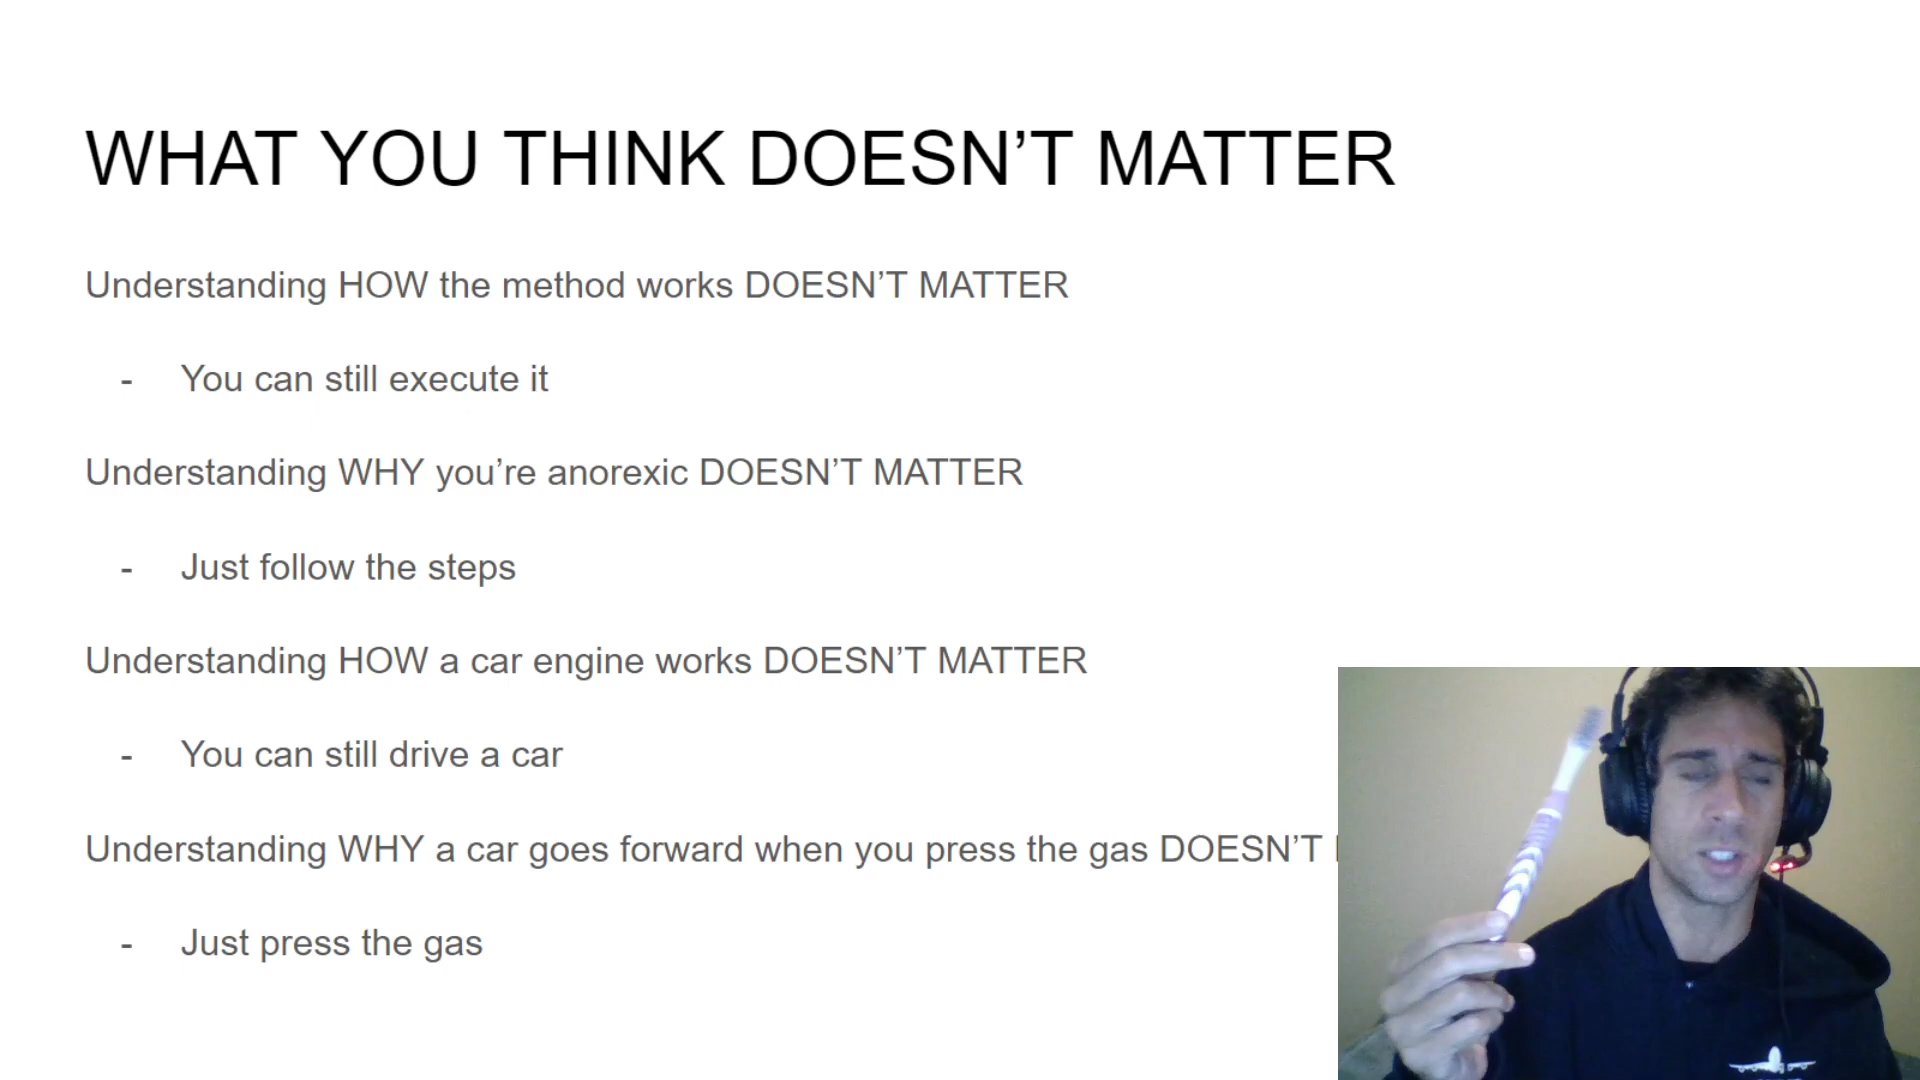 WHAT YOU THINK DOESN’T MATTER
Understanding HOW the method works DOESN’T MATTER
- You can still execute it
Understanding WHY you’re anorexic DOESN’T MATTER
- Just follow the steps
Understanding HOW a car engine works DOESN’T MATTER
- You can still drive a car
Understanding WHY a car goes forward when you press the gas DOESN’T
- Just press the gas